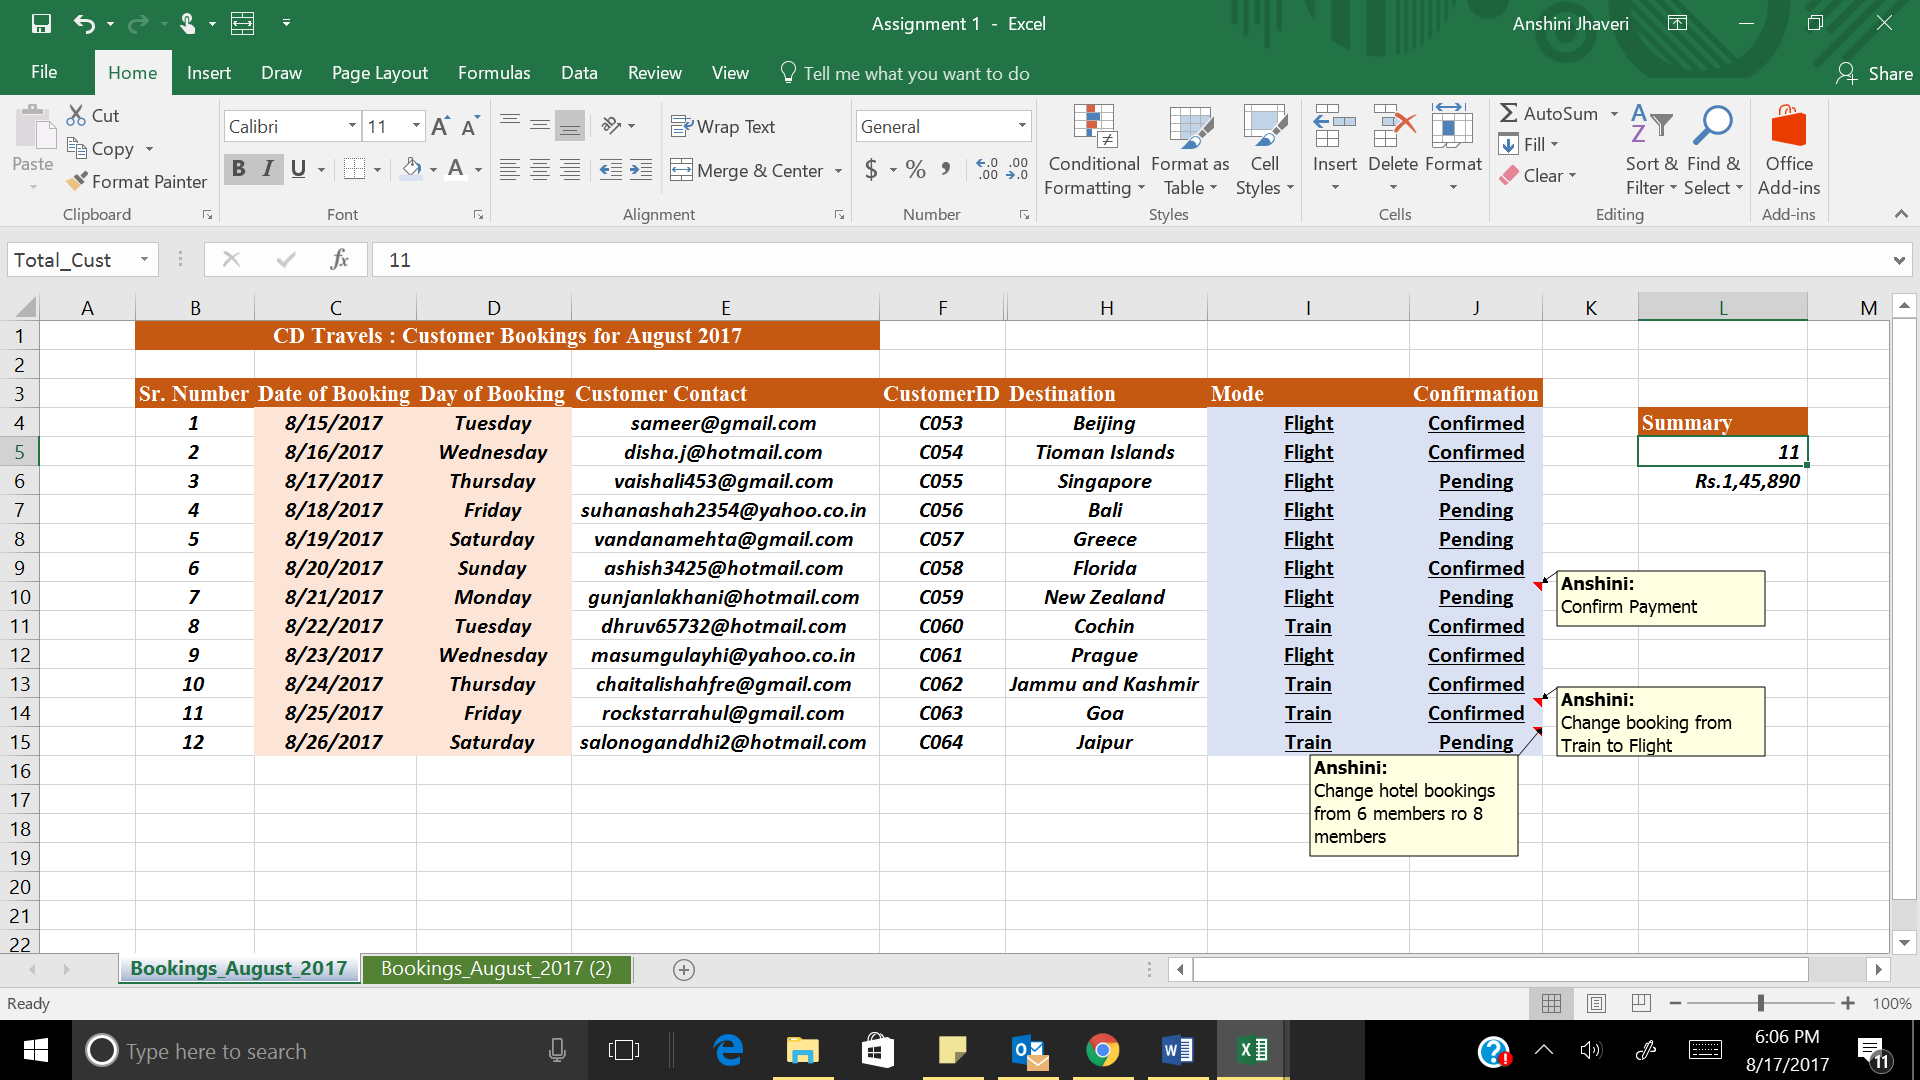 Assignment 1 - Excel
Anshini Jhaveri
File Home Insert Draw Page Layout Formulas Data Review View Tell me what you want to do Share
Paste
Cut
Copy
Format Painter
Clipboard
Calibri 11
B I U
Font
Wrap Text
Merge & Center
Alignment
General
$ % ,
Number
Conditional Formatting
Format as Table
Cell Styles
Styles
Insert Delete Format
Cells
AutoSum
Fill
Clear
Sort & Filter
Find & Select
Editing
Office Add-ins
Add-ins
Total_Cust fx 11
A B C D E F H I J K L M
1 CD Travels : Customer Bookings for August 2017
2
3 Sr. Number Date of Booking Day of Booking Customer Contact CustomerID Destination Mode Confirmation
4 1 8/15/2017 Tuesday sameer@gmail.com C053 Beijing Flight Confirmed Summary
5 2 8/16/2017 Wednesday disha.j@hotmail.com C054 Tioman Islands Flight Confirmed 11
6 3 8/17/2017 Thursday vaishali453@gmail.com C055 Singapore Flight Pending Rs.1,45,890
7 4 8/18/2017 Friday suhanashah2354@yahoo.co.in C056 Bali Flight Pending
8 5 8/19/2017 Saturday vandanamehta@gmail.com C057 Greece Flight Pending
9 6 8/20/2017 Sunday ashish3425@hotmail.com C058 Florida Flight Confirmed
10 7 8/21/2017 Monday gunjanlakhani@hotmail.com C059 New Zealand Flight Pending
11 8 8/22/2017 Tuesday dhruv65732@hotmail.com C060 Cochin Train Confirmed
12 9 8/23/2017 Wednesday masumgulayhi@yahoo.co.in C061 Prague Flight Confirmed
13 10 8/24/2017 Thursday chaitalishahfre@gmail.com C062 Jammu and Kashmir Train Confirmed
14 11 8/25/2017 Friday rockstarrahul@gmail.com C063 Goa Train Confirmed
15 12 8/26/2017 Saturday salonoganddhi2@hotmail.com C064 Jaipur Train Pending
Anshini:
Confirm Payment
Anshini:
Change booking from
Train to Flight
Anshini:
Change hotel bookings
from 6 members ro 8
members
16
17
18
19
20
21
22
Bookings_August_2017 Bookings_August_2017 (2)
Ready
100%
Type here to search
6:06 PM
8/17/2017
11